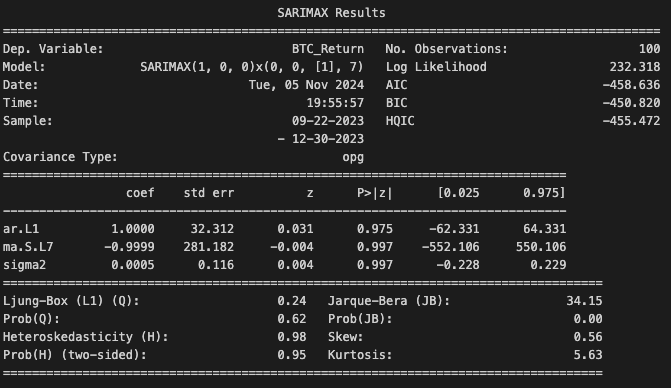 SARIMAX Results
==============================================================================
Dep. Variable: BTC_Return No. Observations: 100
Model: SARIMAX(1, 0, 0)x(0, 0, [1], 7) Log Likelihood 232.318
Date: Tue, 05 Nov 2024 AIC -458.636
Time: 19:55:57 BIC -450.820
Sample: 09-22-2023 HQIC -455.472
- 12-30-2023
Covariance Type: opg
==============================================================================
coef std err z P>|z| [0.025 0.975]
------------------------------------------------------------------------------
ar.L1 1.0000 32.312 0.031 0.975 -62.331 64.331
ma.S.L7 -0.9999 281.182 -0.004 0.997 -552.106 550.106
sigma2 0.0005 0.116 0.004 0.997 -0.228 0.229
==============================================================================
Ljung-Box (L1) (Q): 0.24 Jarque-Bera (JB): 34.15
Prob(Q): 0.62 Prob(JB): 0.00
Heteroskedasticity (H): 0.98 Skew: 0.56
Prob(H) (two-sided): 0.95 Kurtosis: 5.63
==============================================================================